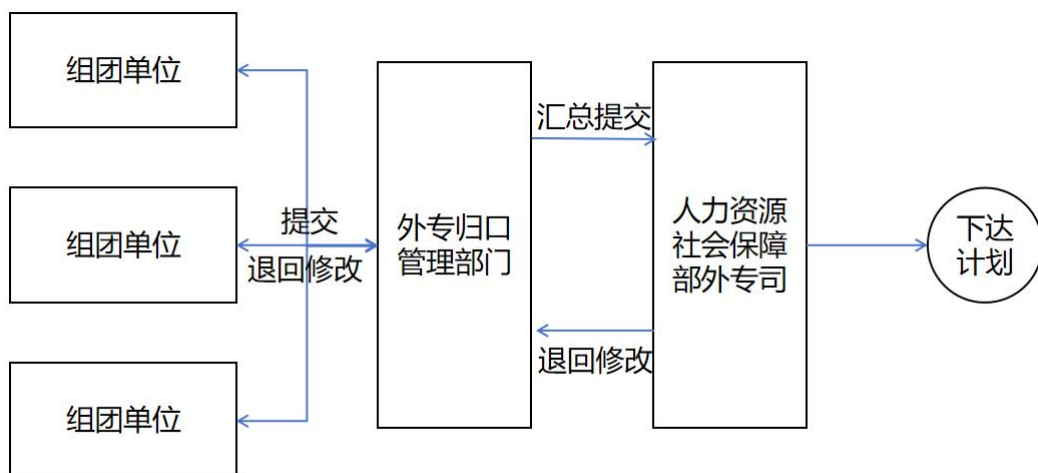 组团单位
组团单位
组团单位
提交
退回修改
外专归口
管理部门
汇总提交
退回修改
人力资源
社会保障
部外专司
下达
计划